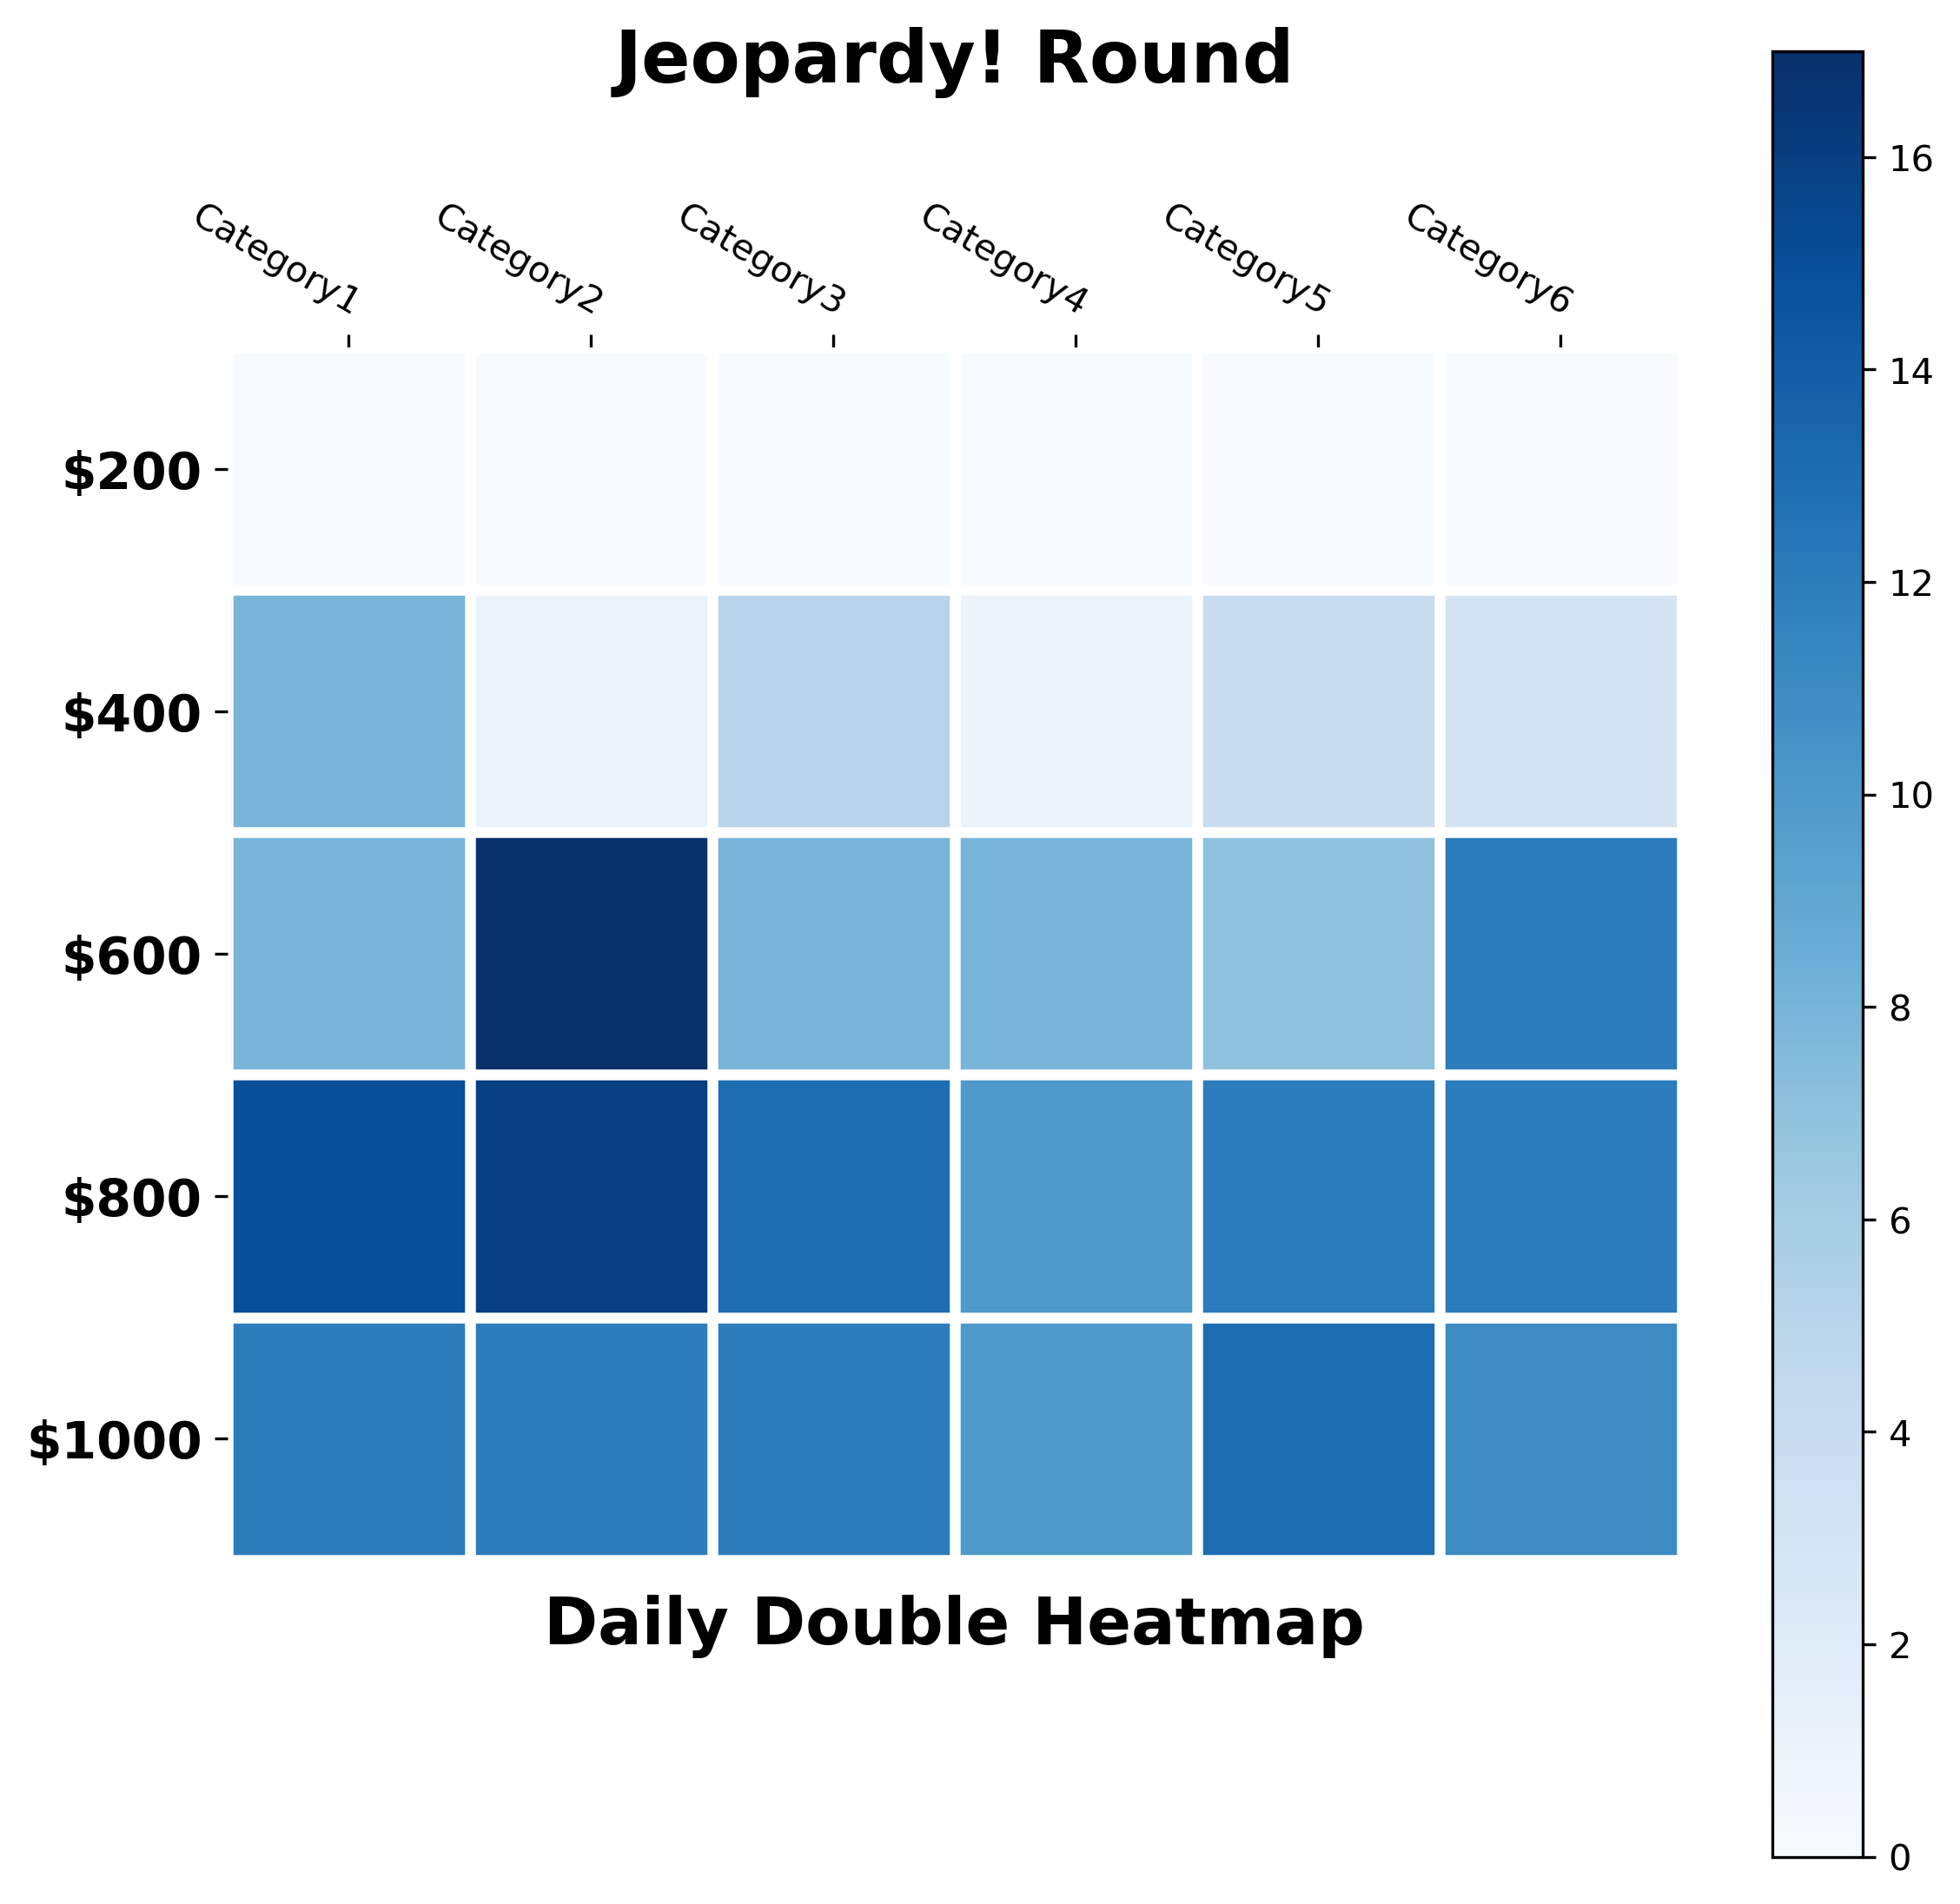 Jeopardy! Round
Category1
Category2
Category3
Category4
Category5
Category6
$200
$400
$600
$800
$1000
Daily Double Heatmap
16
14
12
10
8
6
4
2
0